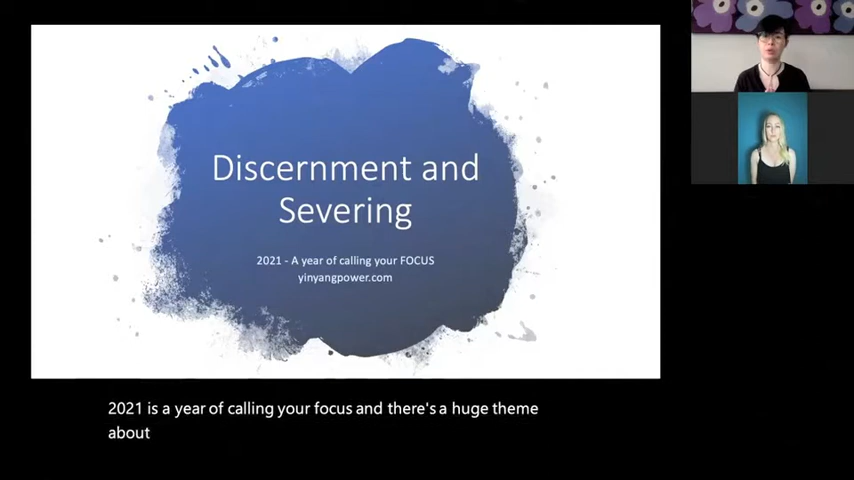 Discernment and
Severing
2021 - A year of calling your FOCUS
yinyangpower.com
2021 is a year of calling your focus and there's a huge theme
about